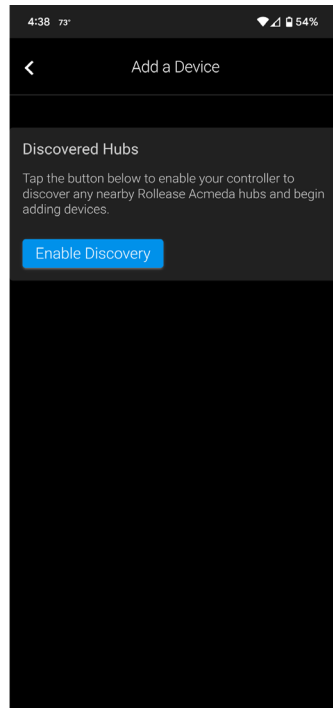 4:38 73° 54%
Add a Device
Discovered Hubs
Tap the button below to enable your controller to
discover any nearby Rollease Acmeda hubs and begin
adding devices.
Enable Discovery